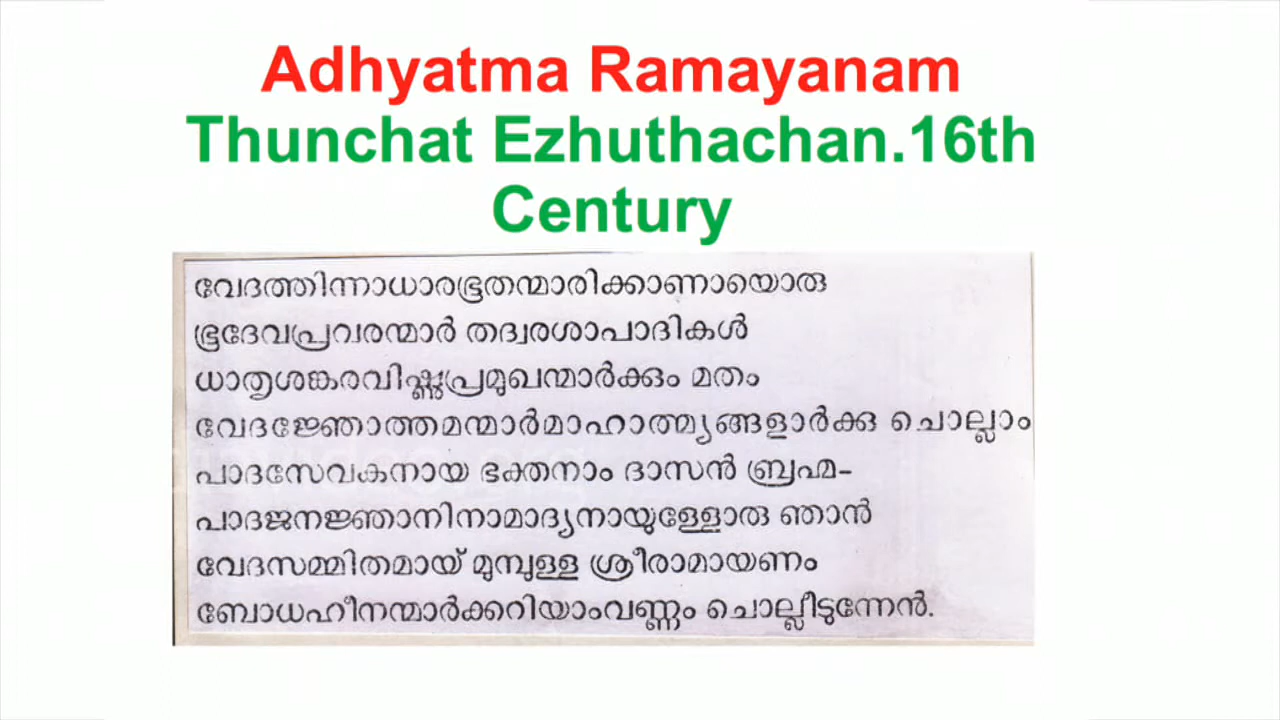 Adhyatma Ramayanam
Thunchat Ezhuthachan.16th
Century
വേദത്തിന്നാധാരഭൂതന്മാരിക്കാണായൊരു
ഭൂദേവപ്രവരന്മാർ തദ്വരശാപാദികൾ
ധാതൃശങ്കരവിഷ്ണുപ്രമുഖന്മാർക്കും മതം
വേദജ്ഞോത്തമന്മാർമാഹാത്മ്യങ്ങളാർക്കു ചൊല്ലാം
പാദസേവകനായ ഭക്തനാം ദാസൻ ബ്രഹ്മ-
പാദജനജ്ഞാനിനാമാദ്യനായുള്ളോരു ഞാൻ
വേദസമ്മിതമായ് മുമ്പുള്ള ശ്രീരാമായണം
ബോധഹീനന്മാർക്കറിയാംവണ്ണം ചൊല്ലീടുന്നേൻ.